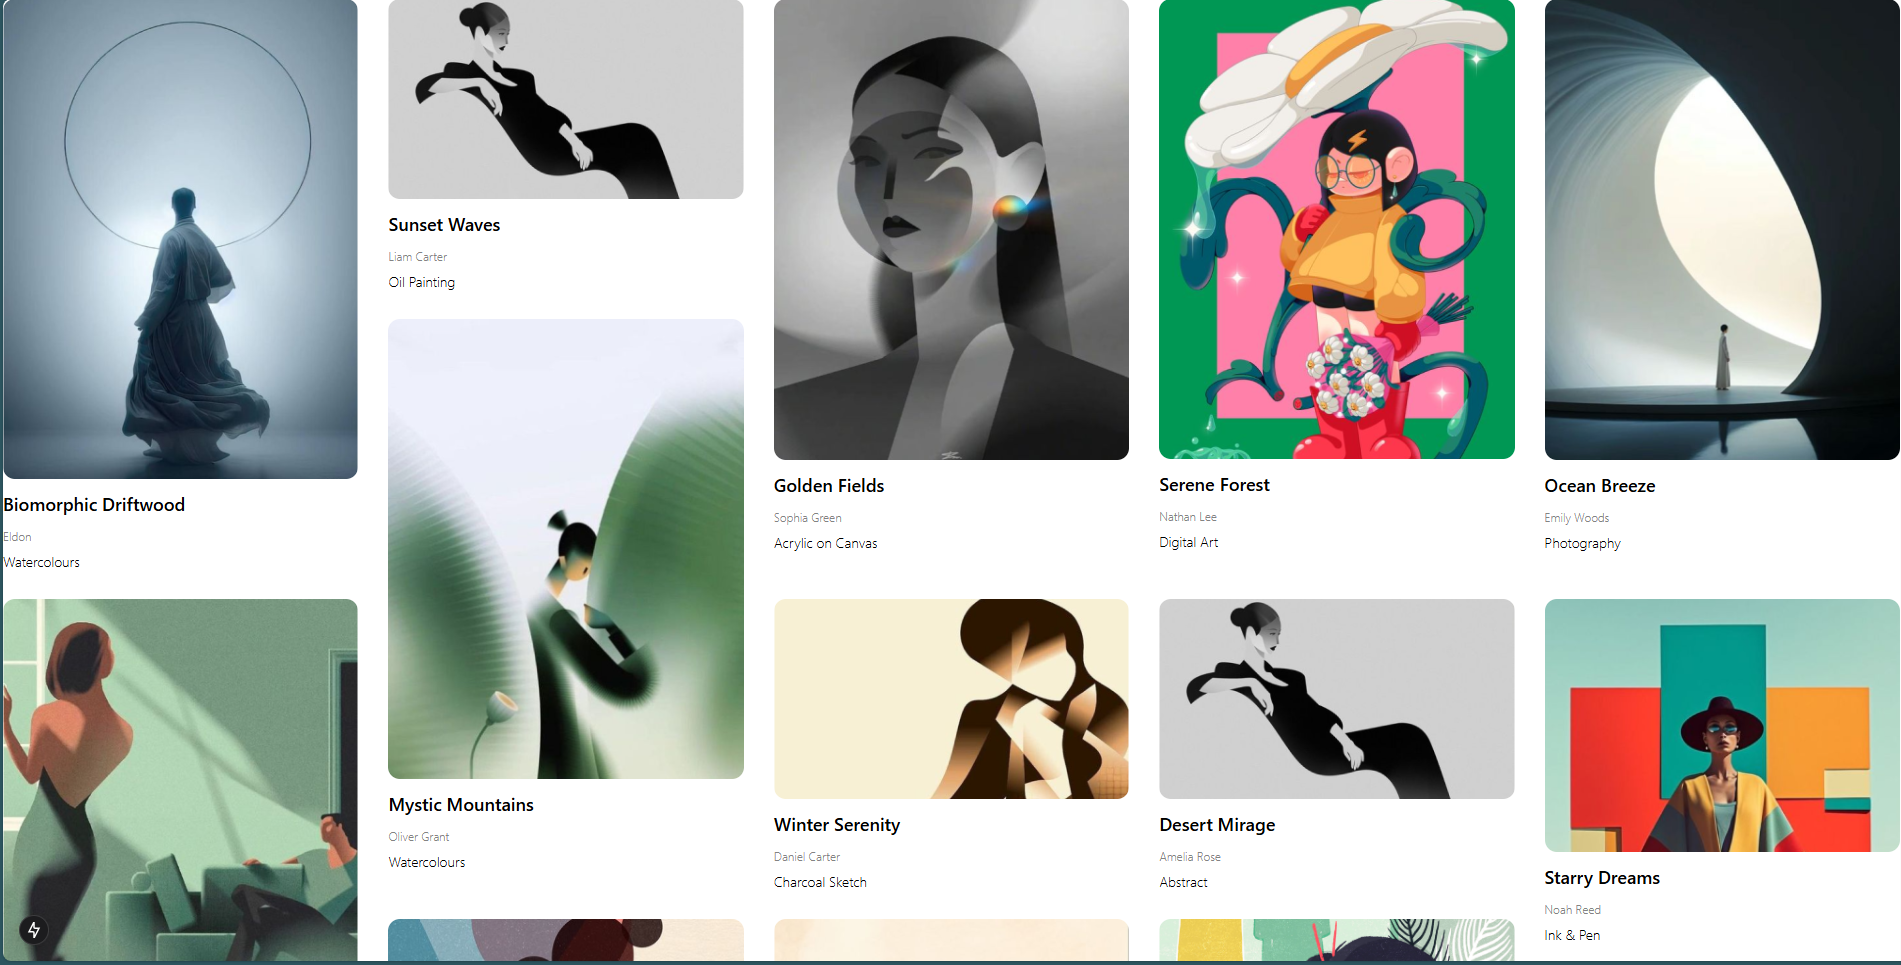 Biomorphic Driftwood
Eldon
Watercolours
Sunset Waves
Liam Carter
Oil Painting
Mystic Mountains
Oliver Grant
Watercolours
Golden Fields
Sophia Green
Acrylic on Canvas
Winter Serenity
Daniel Carter
Charcoal Sketch
Serene Forest
Nathan Lee
Digital Art
Desert Mirage
Amelia Rose
Abstract
Ocean Breeze
Emily Woods
Photography
Starry Dreams
Noah Reed
Ink & Pen